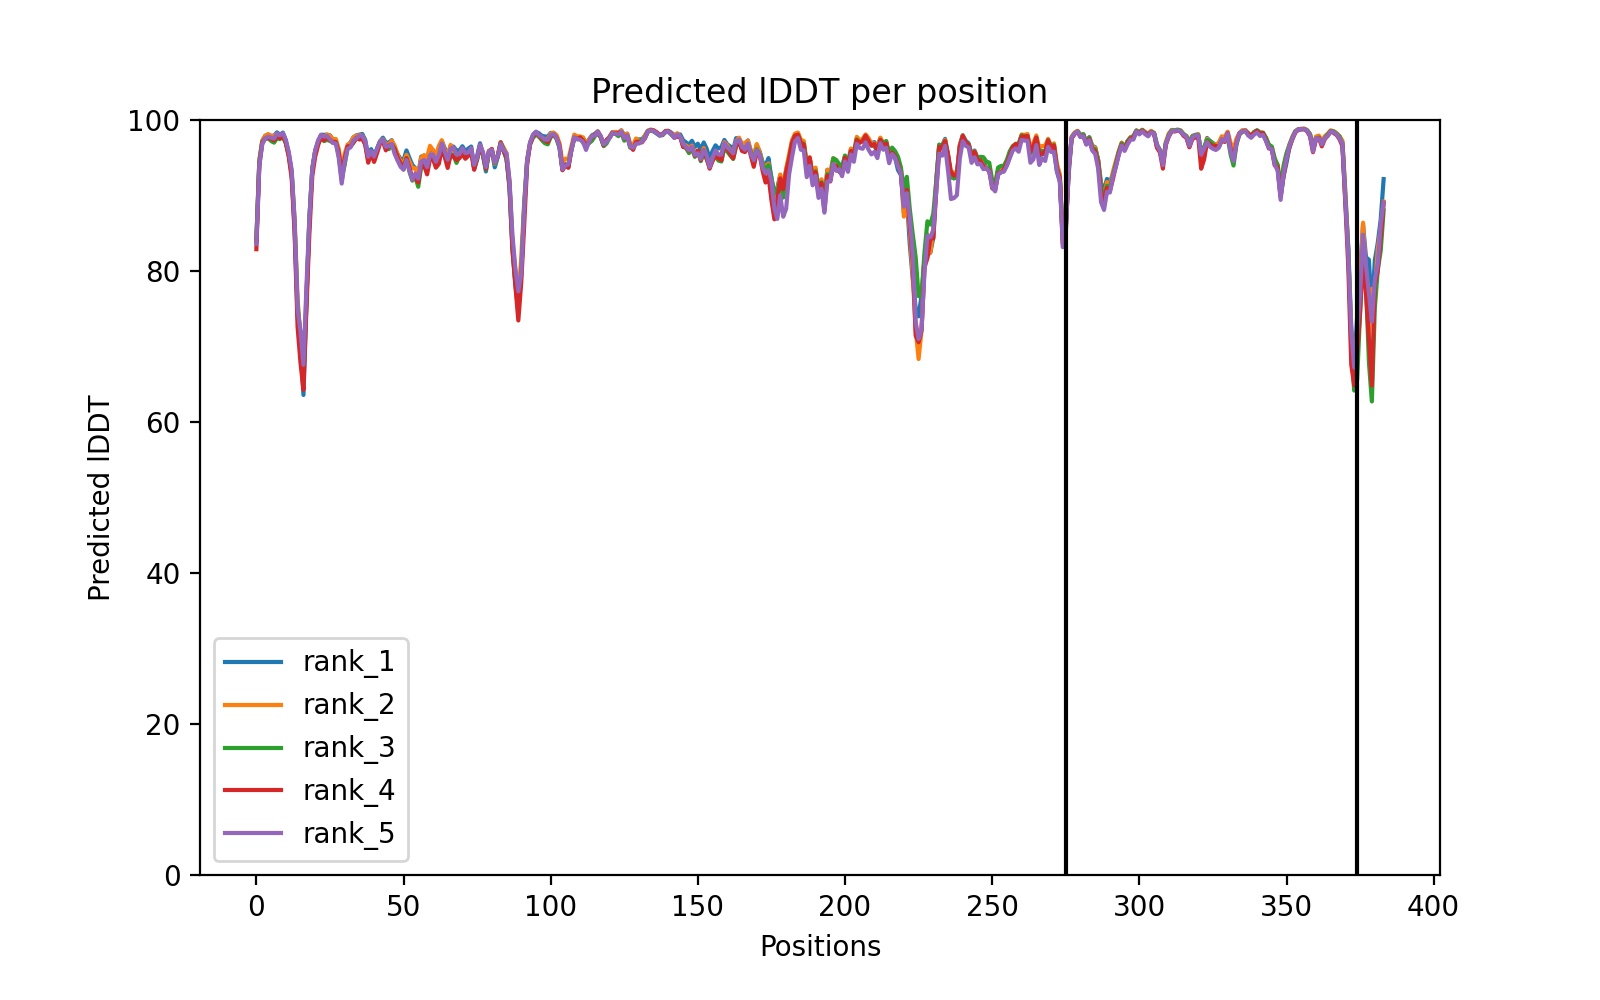 Predicted lDDT per position
100
80
60
40
20
0
Predicted lDDT
rank_1
rank_2
rank_3
rank_4
rank_5
0 50 100 150 200 250 300 350 400
Positions